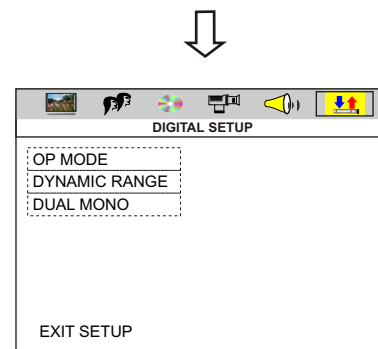 DIGITAL SETUP
OP MODE
DYNAMIC RANGE
DUAL MONO
EXIT SETUP